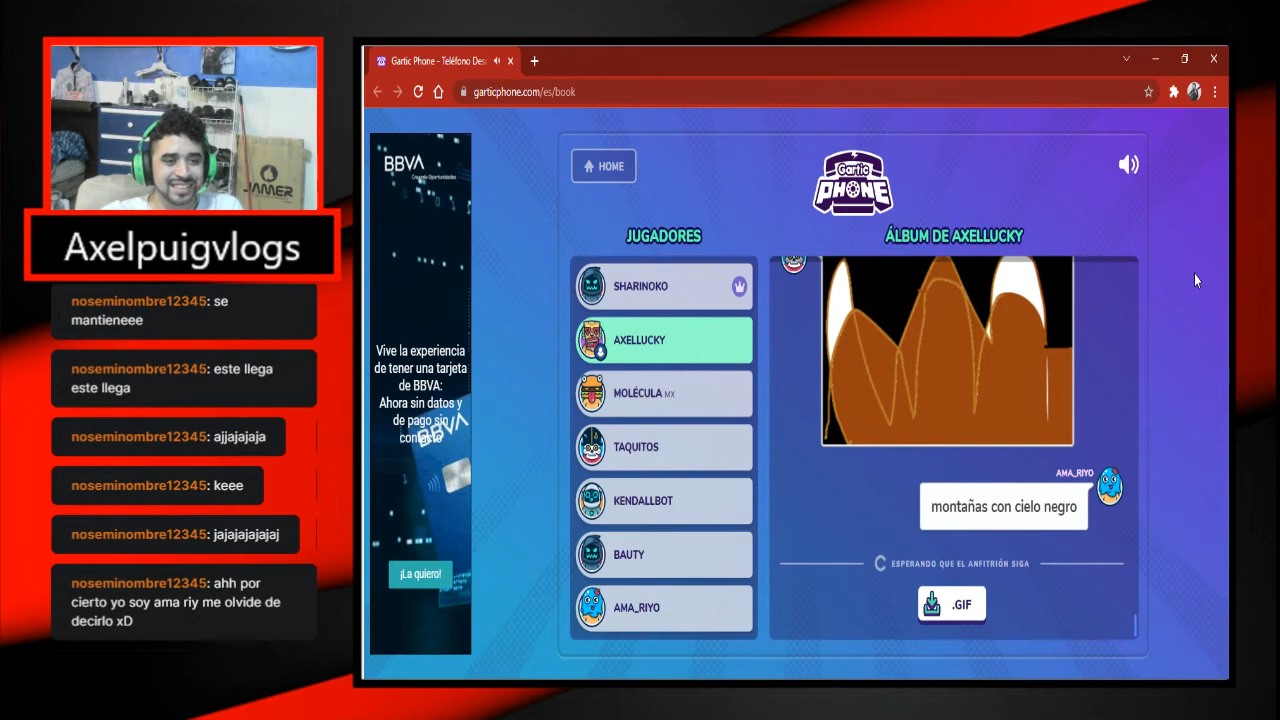 JAMER
Axelpuigvlogs
noseminombre12345: se
mantieneee
noseminombre12345: este llega
este llega
noseminombre12345: ajjajajaja
noseminombre12345: keee
noseminombre12345: jajajajajajaj
noseminombre12345: ahh por
cierto yo soy ama riy me olvide de
decirlo xD
Gartic Phone - Teléfono Des
garticphone.com/es/book
BBVA
Creando Oportunidades
Vive la experiencia
de tener una tarjeta
de BBVA:
Ahora sin datos y
de pago sin
contacto
BBVA
¡La quiero!
HOME
Gartic
PHONE
JUGADORES
SHARINOKO
AXELLUCKY
MOLÉCULA MX
TAQUITOS
KENDALLBOT
BAUTY
AMA_RIYO
ÁLBUM DE AXELLUCKY
AMA_RIYO
montañas con cielo negro
ESPERANDO QUE EL ANFITRIÓN SIGA
.GIF